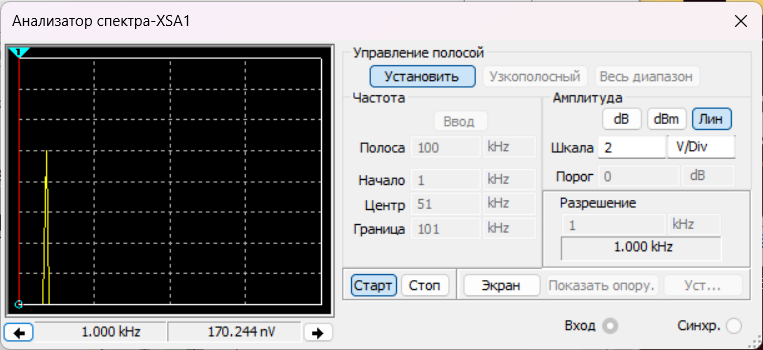 Анализатор спектра-XSA1
1
Управление полосой
Установить Узкополосный Весь диапазон
Частота
Ввод
Полоса 100 kHz
Начало 1 kHz
Центр 51 kHz
Граница 101 kHz
Амплитуда
dB dBm Лин
Шкала 2 V/Div
Порог 0 dB
Разрешение
1 kHz
1.000 kHz
Старт Стоп Экран Показать опору. Уст...
1.000 kHz 170.244 nV
Вход Синхр.